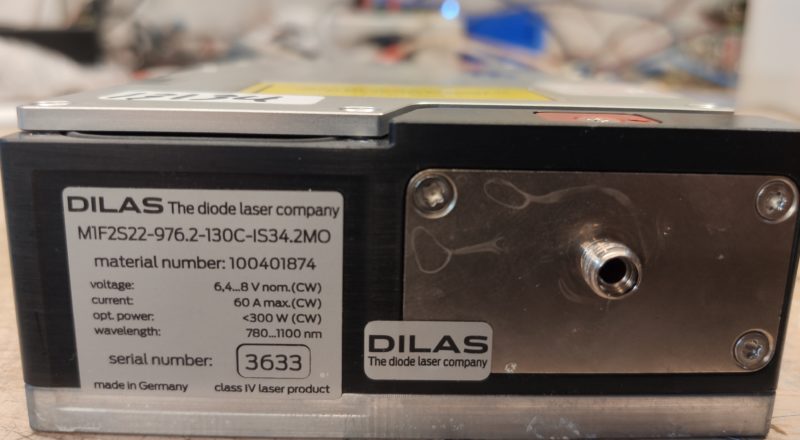 DILAS The diode laser company
M1F2S22-976.2-130C-IS34.2MO
material number: 100401874
voltage: 6,4...8 V nom.(CW)
current: 60 A max.(CW)
opt. power: <300 W (CW)
wavelength: 780...1100 nm
serial number: 3633
made in Germany class IV laser product
DILAS
The diode laser company